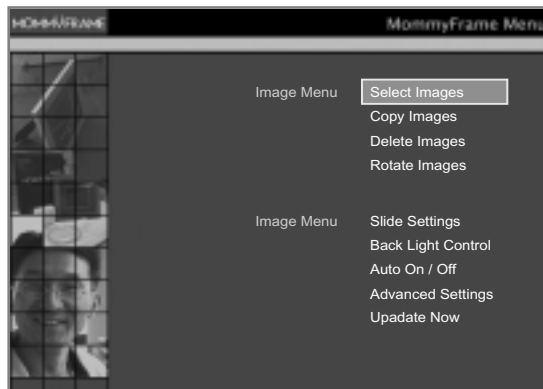 MOMMYFRAME MommyFrame Menu
Image Menu Select Images
Copy Images
Delete Images
Rotate Images
Image Menu Slide Settings
Back Light Control
Auto On / Off
Advanced Settings
Upadate Now